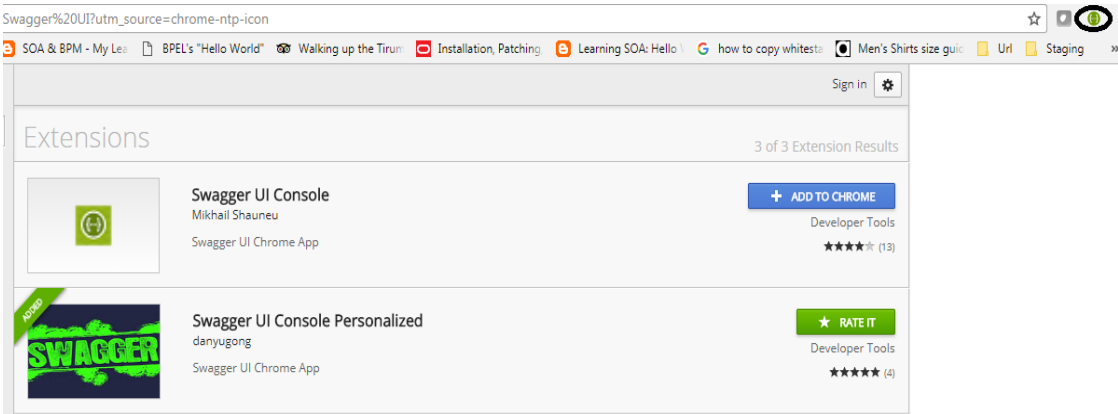 Swagger%20UI?utm_source=chrome-ntp-icon
SOA & BPM - My Lea BPEL's "Hello World" Walking up the Tirum Installation, Patching, Learning SOA: Hello how to copy whitesta Men's Shirts size guid Url Staging »
Sign in
Extensions
3 of 3 Extension Results
Swagger UI Console
+ ADD TO CHROME
Mikhail Shauneu
Developer Tools
Swagger UI Chrome App
(13)
ADDED
SWAGGER
Swagger UI Console Personalized
RATE IT
danyugong
Developer Tools
Swagger UI Chrome App
(4)